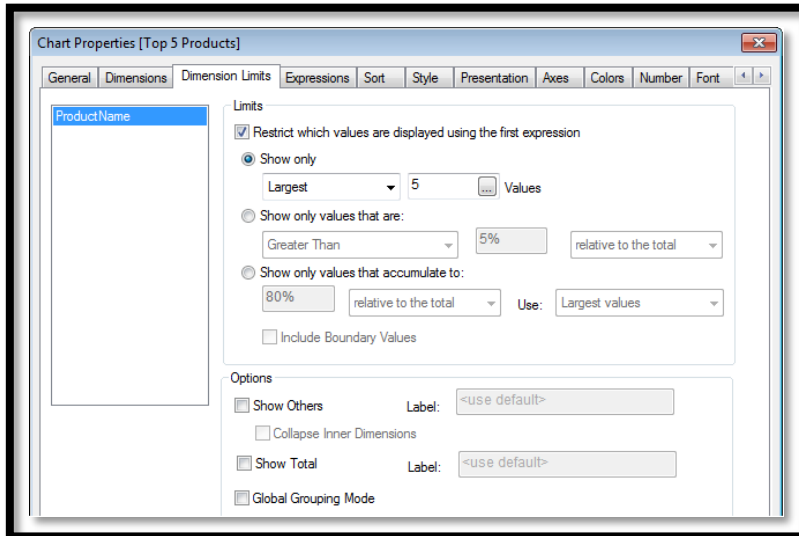 Chart Properties [Top 5 Products]
General Dimensions Dimension Limits Expressions Sort Style Presentation Axes Colors Number Font
ProductName
Limits
Restrict which values are displayed using the first expression
Show only
Largest 5 ... Values
Show only values that are:
Greater Than 5% relative to the total
Show only values that accumulate to:
80% relative to the total Use: Largest values
Include Boundary Values
Options
Show Others Label: <use default>
Collapse Inner Dimensions
Show Total Label: <use default>
Global Grouping Mode